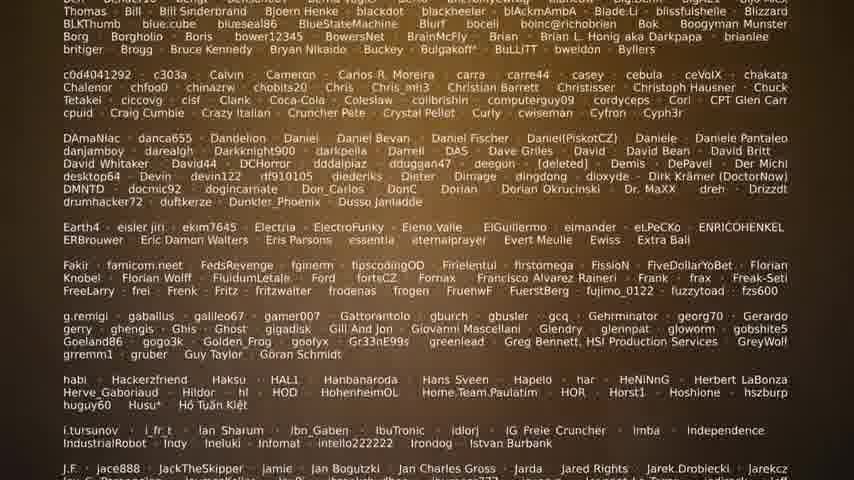 Thomas · Bill · Bill Sinderbrand · Bjoern Henke · blackdot · blackheeler · blAckmAmbA · Blade.Li · blissfulshelle · Blizzard
BLKThumb · blue.cube · blueseal86 · BlueStateMachine · Blurf · boceli · boinc@richobrien · Bok · Boogyman Munster
Borg · Borgholio · Boris · bower12345 · BowersNet · BrainMcFly · Brian · Brian L. Honig aka Darkpapa · brianlee
britiger · Brogg · Bruce Kennedy · Bryan Nikaido · Buckey · Bulgakoff* · BuLLiTT · bweldon · Byllers
c0d4041292 · c303a · Calvin · Cameron · Carlos R. Moreira · carra · carre44 · casey · cebula · ceVoIX · chakata
Chalenor · chfoo0 · chinazrw · chobits20 · Chris · Chris_mti3 · Christian Barrett · Christisser · Christoph Hausner · Chuck
Tetakei · ciccovg · cisf · Clank · Coca-Cola · Coleslaw · colibrishin · computerguy09 · cordyceps · Cori · CPT Glen Carr
cpuid · Craig Cumbie · Crazy Italian · Cruncher Pete · Crystal Pellet · Curly · cwiseman · Cyfron · Cyph3r
DAmaNiac · danca655 · Dandelion · Daniel · Daniel Bevan · Daniel Fischer · Daniel(PiskotCZ) · Daniele · Daniele Pantaleo
danjamboy · darealgh · Darkknight900 · darkpella · Darrell · DAS · Dave Griles · David · David Bean · David Britt
David Whitaker · David44 · DCHorror · dddalpiaz · dduggan47 · deegon · [deleted] · Demis · DePavel · Der Michl
desktop64 · Devin · devin122 · df910105 · diederiks · Dieter · Dimage · dingdong · dioxyde · Dirk Krämer (DoctorNow)
DMNTD · docmic92 · dogincarnate · Don_Carlos · DonC · Dorian · Dorian Okrucinski · Dr. MaXX · dreh · Drizzdt
drumhacker72 · duftkerze · Dunkler_Phoenix · Dusso Janladde
Earth4 · eisler jiri · ekim7645 · Electria · ElectroFunky · Eleno.Valle · ElGuillermo · elmander · eLPeCKo · ENRICOHENKEL
ERBrouwer · Eric Damon Walters · Eris Parsons · essentia · eternalprayer · Evert Meulie · Ewiss · Extra Ball
Fakir · famicom.neet · FedsRevenge · fginerm · fipscodingOD · Firielentul · firstomega · FissioN · FiveDollarYoBet · Florian
Knobel · Florian Wolff · FluidumLetale · Ford · forteCZ · Fornax · Francisco Alvarez Raineri · Frank · frax · Freak-Seti
FreeLarry · frei · Frenk · Fritz · fritzwalter · frodenas · frogen · FruehwF · FuerstBerg · fujimo_0122 · fuzzytoad · fzs600
g.remigi · gaballus · galileo67 · gamer007 · Gattorantolo · gburch · gbusler · gcq · Gehrminator · georg70 · Gerardo
gerry · ghengis · Ghis · Ghost · gigadisk · Gill And Jon · Giovanni Mascellani · Glendry · glennpat · gloworm · gobshite5
Goeland86 · gogo3k · Golden_Frog · goofyx · Gr33nE99s · greenlead · Greg Bennett, HSI Production Services · GreyWolf
grremm1 · gruber · Guy Taylor · Göran Schmidt
habi · Hackerzfriend · Haksu · HAL1 · Hanbanaroda · Hans Sveen · Hapelo · har · HeNiNnG · Herbert LaBonza
Herve_Gaboriaud · Hildor · hl · HOD · HohenheimOL · Home.Team.Paulatim · HOR · Horst1 · Hoshione · hszburp
huguy60 · Husu* · Hồ Tuấn Kiệt
i.tursunov · i_fr_t · Ian Sharum · Ibn_Gaben · IbuTronic · idlorj · IG Freie Cruncher · Imba · Independence
IndustrialRobot · Indy · Ineluki · Infomat · intello222222 · Irondog · Istvan Burbank
J.F. · jace888 · JackTheSkipper · Jamie · Jan Bogutzki · Jan Charles Gross · Jarda · Jared Rights · Jarek.Drobiecki · Jarekcz